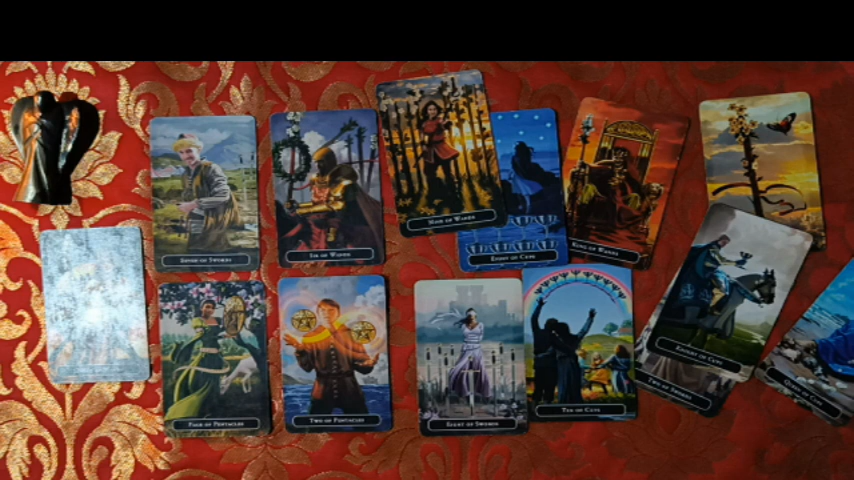 Seven of Swords
Six of Wands
Nine of Wands
Eight of Cups
King of Wands
Page of Pentacles
Two of Pentacles
Eight of Swords
Ten of Cups
Knight of Cups
Two of Swords
Queen of Cups